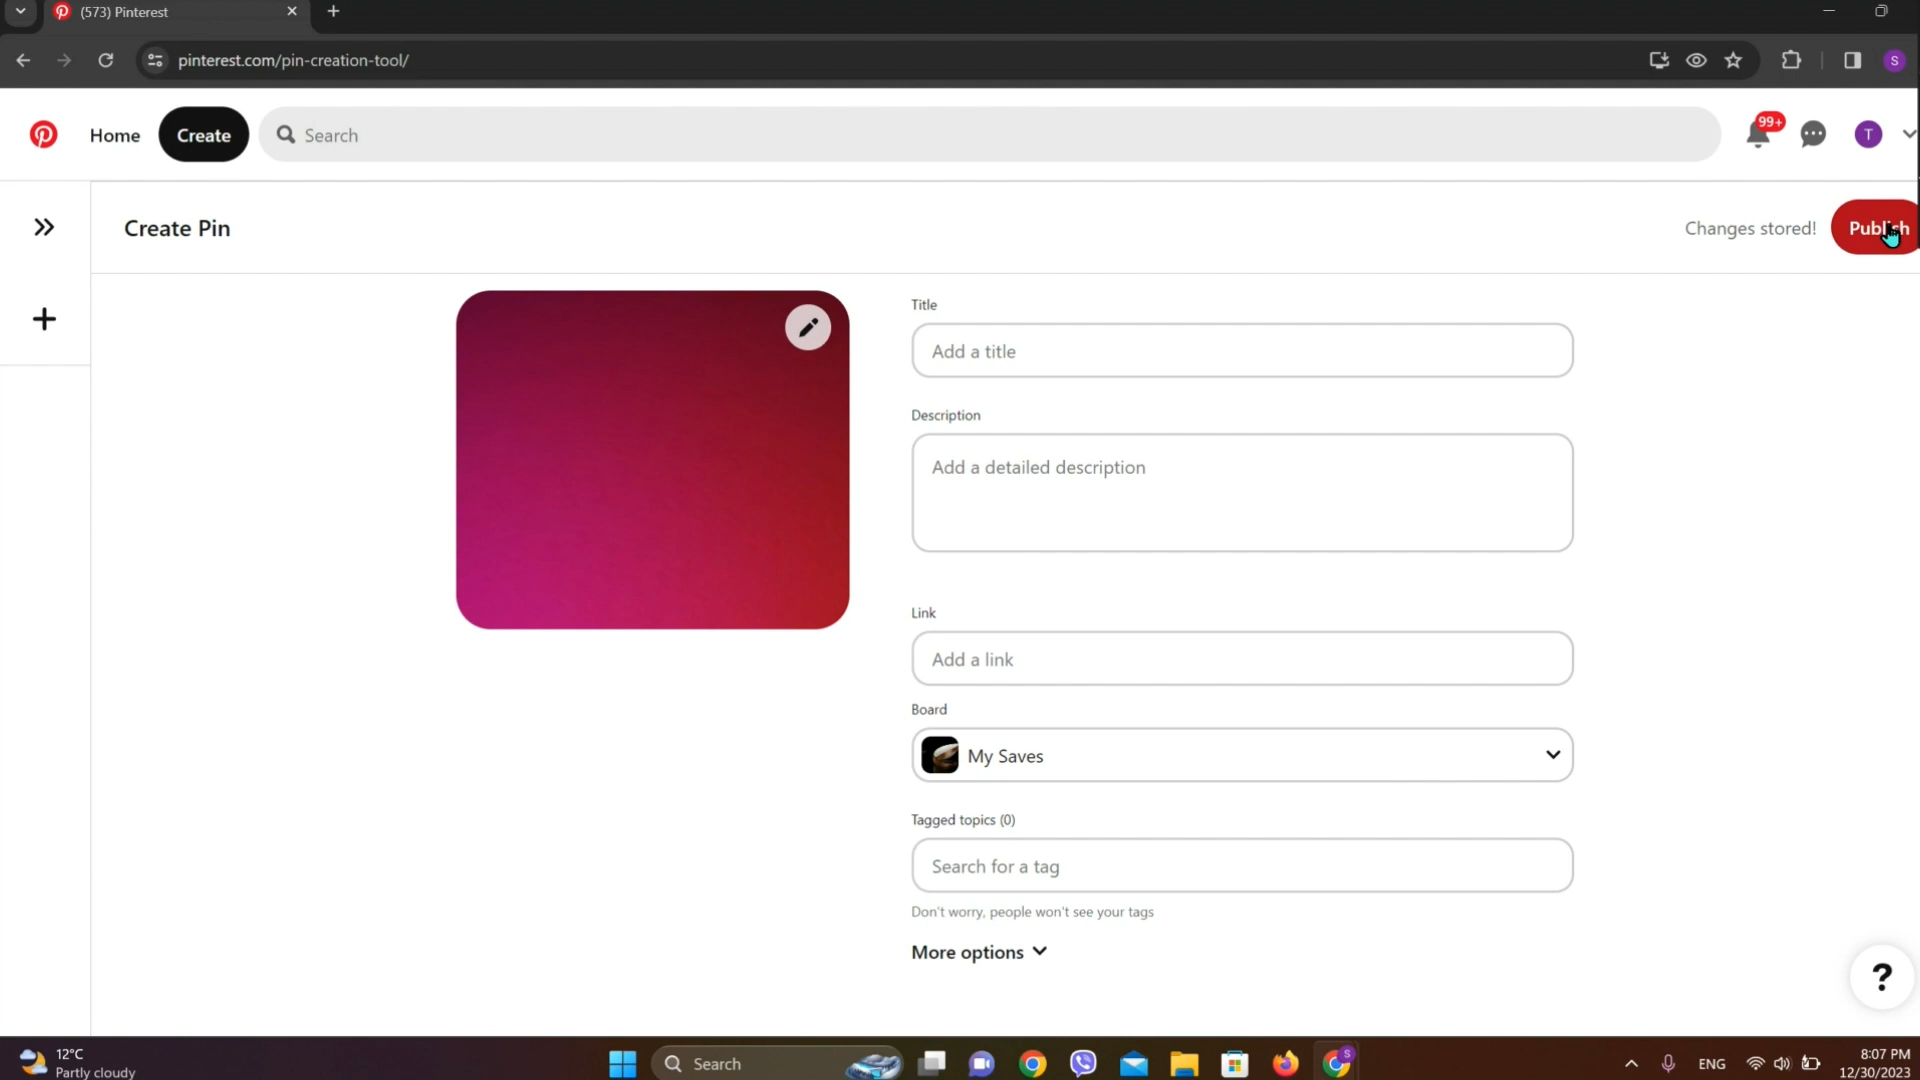 (573) Pinterest
pinterest.com/pin-creation-tool/
S
Home
Create
Search
99+
T
Create Pin
Changes stored!
Publish
Title
Add a title
Description
Add a detailed description
Link
Add a link
Board
My Saves
Tagged topics (0)
Search for a tag
Don't worry, people won't see your tags
More options
?
12°C
Partly cloudy
Search
S
ENG
8:07 PM
12/30/2023